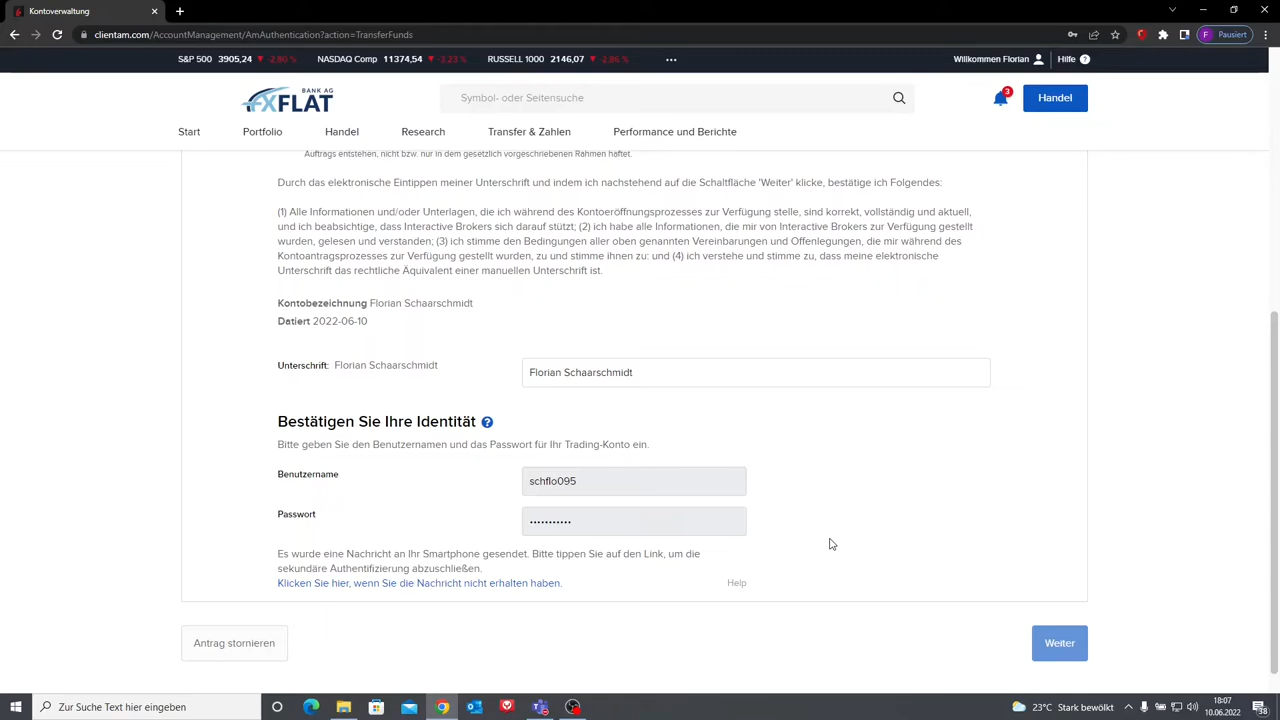 Kontoverwaltung
clientam.com/AccountManagement/AmAuthentication?action=TransferFunds
F Pausiert
S&P 500 3905,24 ▼ -2,80 % NASDAQ Comp 11374,54 ▼ -3,23 % RUSSELL 1000 2146,07 ▼ -2,86 % ••• Willkommen Florian Hilfe ?
BANK AG
FXFLAT
Symbol- oder Seitensuche
3
Handel
Start Portfolio Handel Research Transfer & Zahlen Performance und Berichte
Auftrags entstehen, nicht bzw. nur in dem gesetzlich vorgeschriebenen Rahmen haftet.
Durch das elektronische Eintippen meiner Unterschrift und indem ich nachstehend auf die Schaltfläche 'Weiter' klicke, bestätige ich Folgendes:
(1) Alle Informationen und/oder Unterlagen, die ich während des Kontoeröffnungsprozesses zur Verfügung stelle, sind korrekt, vollständig und aktuell,
und ich beabsichtige, dass Interactive Brokers sich darauf stützt; (2) ich habe alle Informationen, die mir von Interactive Brokers zur Verfügung gestellt
wurden, gelesen und verstanden; (3) ich stimme den Bedingungen aller oben genannten Vereinbarungen und Offenlegungen, die mir während des
Kontoantragsprozesses zur Verfügung gestellt wurden, zu und stimme ihnen zu: und (4) ich verstehe und stimme zu, dass meine elektronische
Unterschrift das rechtliche Äquivalent einer manuellen Unterschrift ist.
Kontobezeichnung Florian Schaarschmidt
Datiert 2022-06-10
Unterschrift: Florian Schaarschmidt
Florian Schaarschmidt
Bestätigen Sie Ihre Identität ?
Bitte geben Sie den Benutzernamen und das Passwort für Ihr Trading-Konto ein.
Benutzername
schflo095
Passwort
•••••••••••
Es wurde eine Nachricht an Ihr Smartphone gesendet. Bitte tippen Sie auf den Link, um die
sekundäre Authentifizierung abzuschließen.
Klicken Sie hier, wenn Sie die Nachricht nicht erhalten haben. Help
Antrag stornieren Weiter
Zur Suche Text hier eingeben
23°C Stark bewölkt
18:07
10.06.2022
38